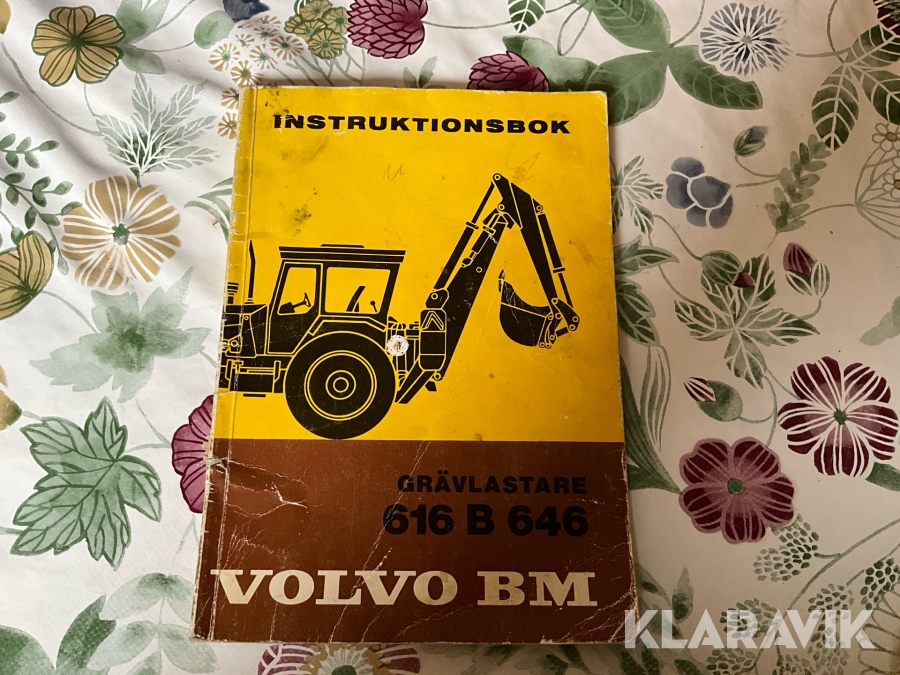 INSTRUKTIONSBOK
GRÄVLASTARE
616 B 646
VOLVO BM
KLARAVIK